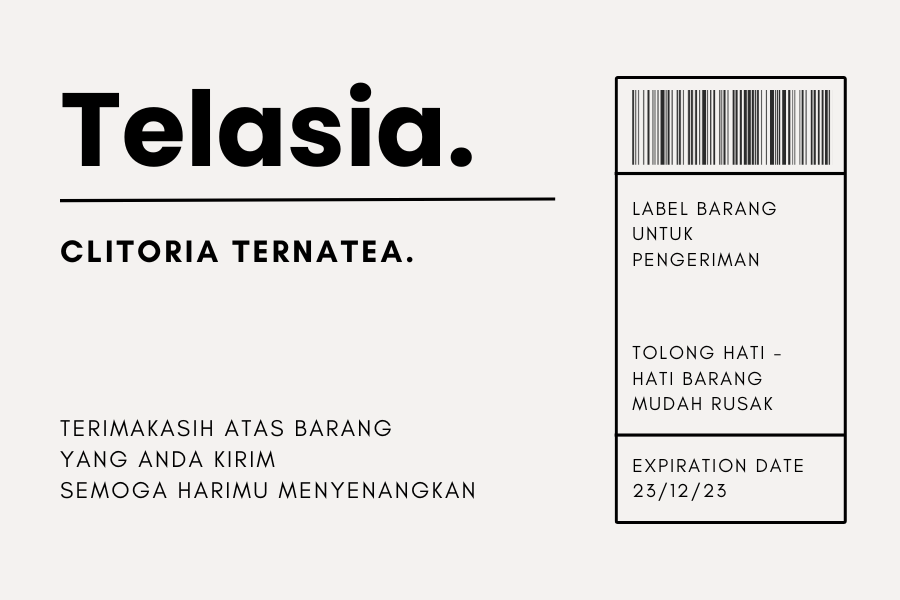 Telasia.
CLITORIA TERNATEA.
TERIMAKASIH ATAS BARANG
YANG ANDA KIRIM
SEMOGA HARIMU MENYENANGKAN
LABEL BARANG
UNTUK
PENGERIMAN
TOLONG HATI -
HATI BARANG
MUDAH RUSAK
EXPIRATION DATE
23/12/23